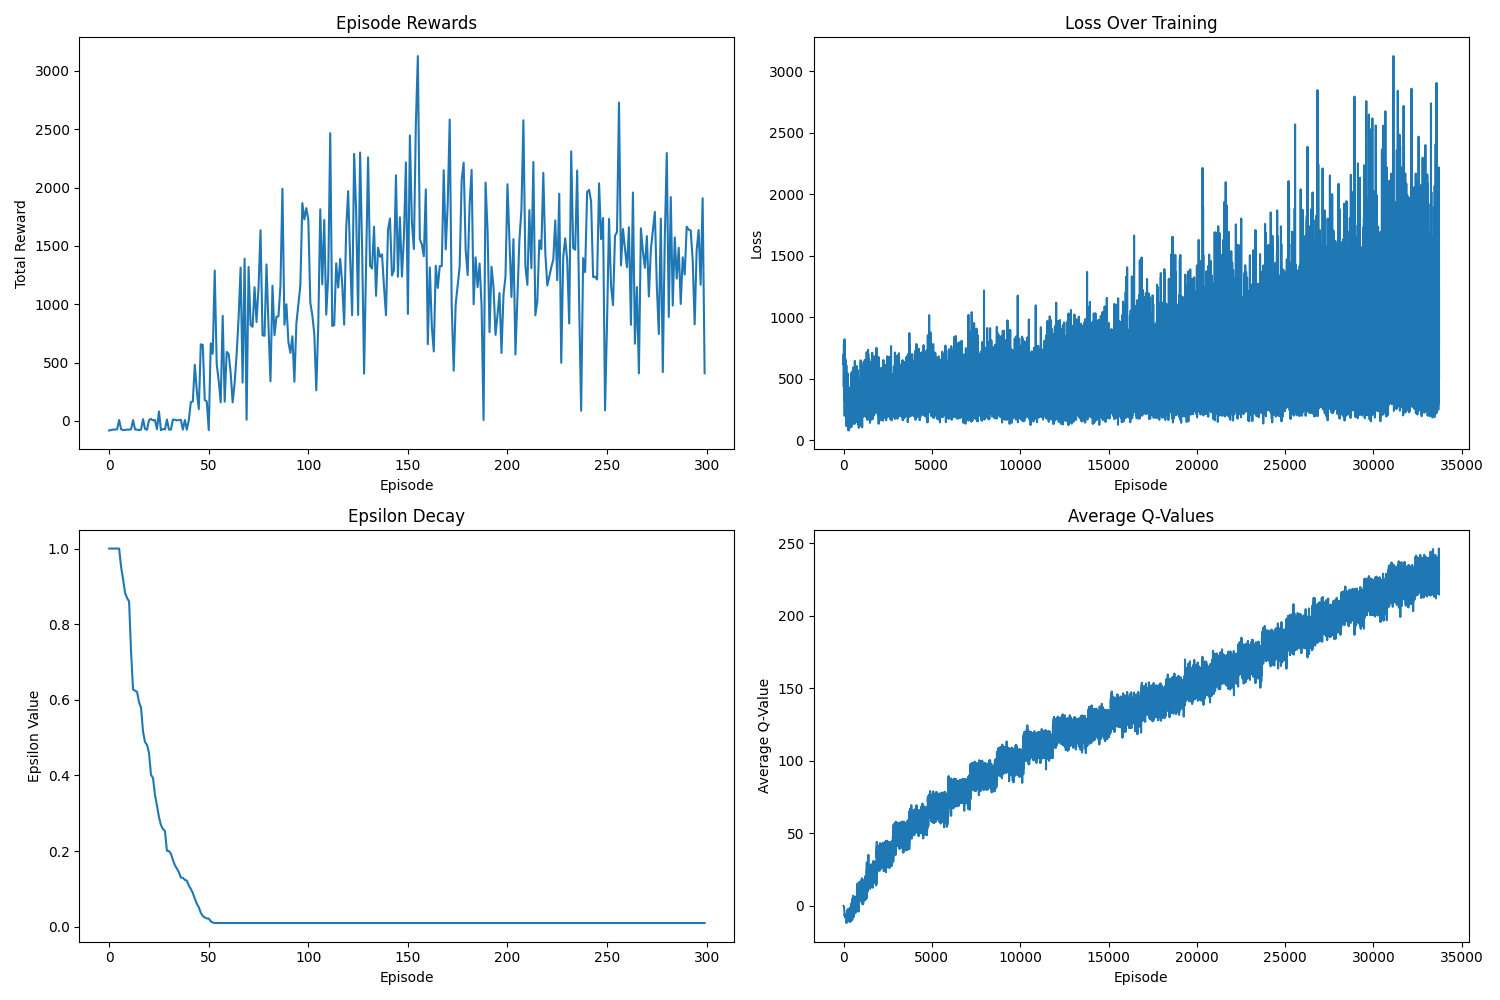 Episode Rewards
Total Reward
3000
2500
2000
1500
1000
500
0
0 50 100 150 200 250 300
Episode
Loss Over Training
Loss
3000
2500
2000
1500
1000
500
0
0 5000 10000 15000 20000 25000 30000 35000
Episode
Epsilon Decay
Epsilon Value
1.0
0.8
0.6
0.4
0.2
0.0
0 50 100 150 200 250 300
Episode
Average Q-Values
Average Q-Value
250
200
150
100
50
0
0 5000 10000 15000 20000 25000 30000 35000
Episode